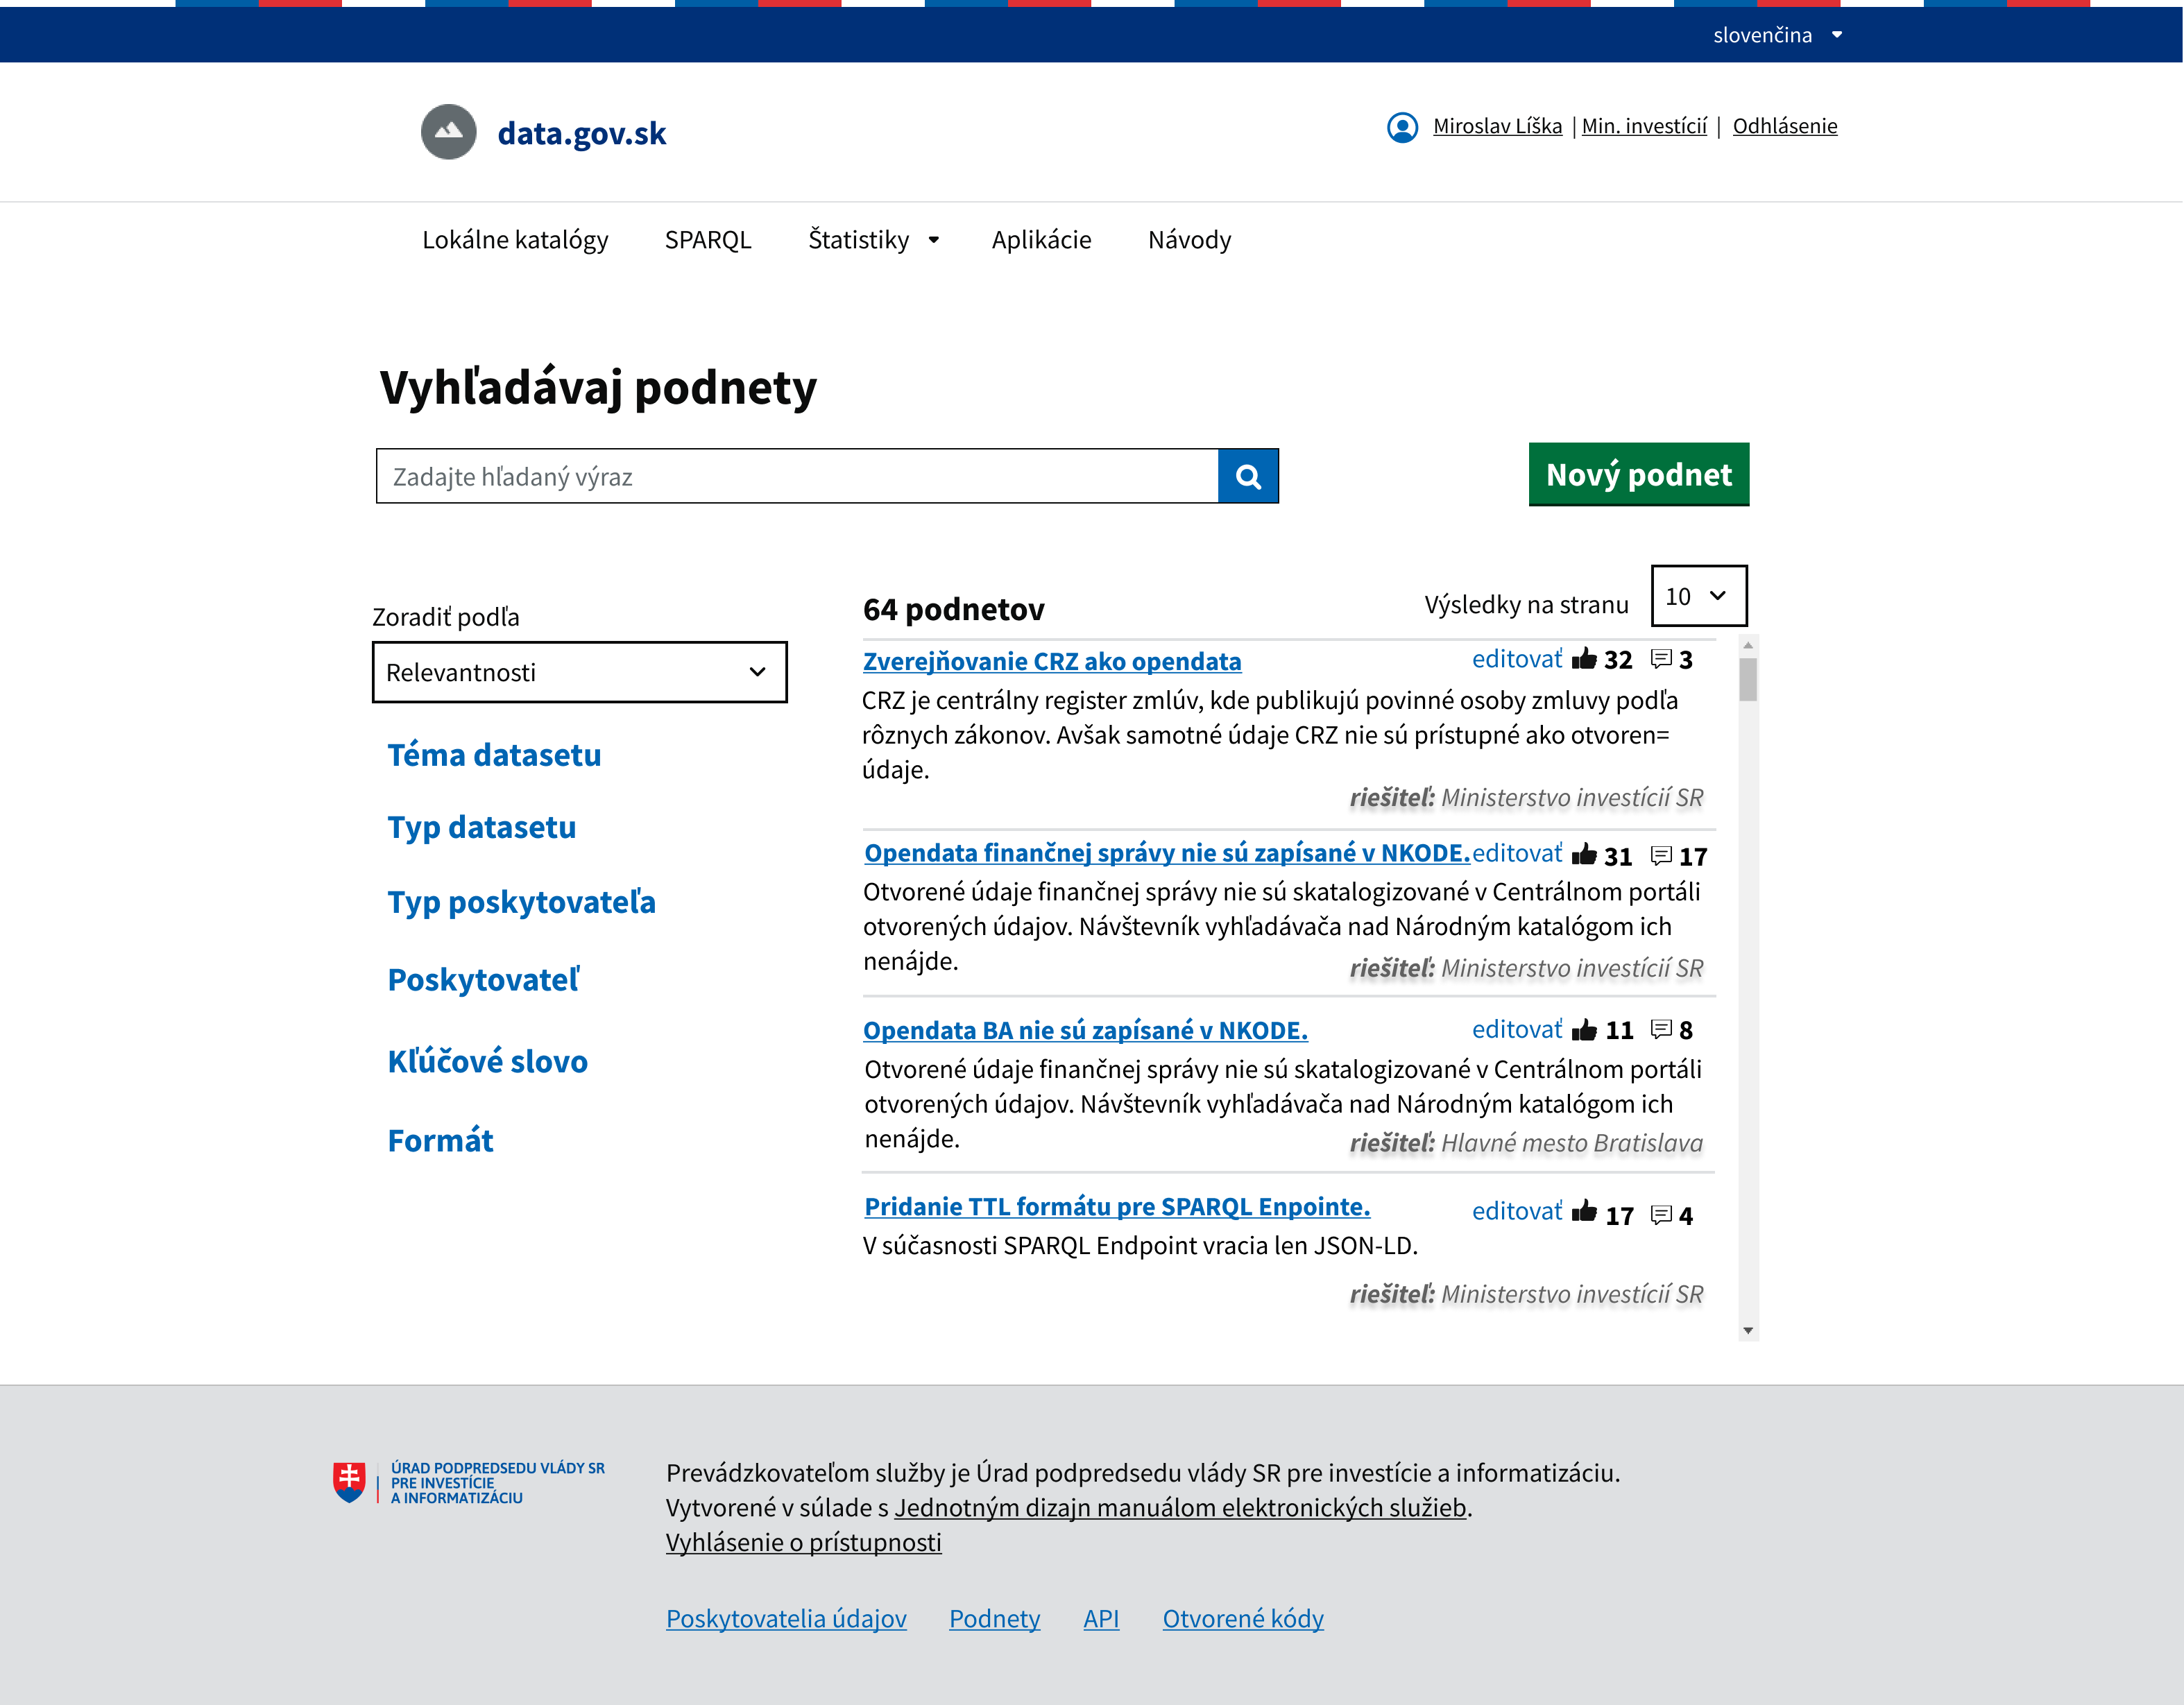 slovenčina
data.gov.sk
Miroslav Líška | Min. investícií | Odhlásenie
Lokálne katalógy SPARQL Štatistiky Aplikácie Návody
Vyhľadávaj podnety
Zadajte hľadaný výraz
Nový podnet
Zoradiť podľa
Relevantnosti
Téma datasetu
Typ datasetu
Typ poskytovateľa
Poskytovateľ
Kľúčové slovo
Formát
64 podnetov
Výsledky na stranu 10
Zverejňovanie CRZ ako opendata editovať 32 3
CRZ je centrálny register zmlúv, kde publikujú povinné osoby zmluvy podľa
rôznych zákonov. Avšak samotné údaje CRZ nie sú prístupné ako otvoren=
údaje.
riešiteľ: Ministerstvo investícií SR
Opendata finančnej správy nie sú zapísané v NKODE. editovať 31 17
Otvorené údaje finančnej správy nie sú skatalogizované v Centrálnom portáli
otvorených údajov. Návštevník vyhľadávača nad Národným katalógom ich
nenájde.
riešiteľ: Ministerstvo investícií SR
Opendata BA nie sú zapísané v NKODE. editovať 11 8
Otvorené údaje finančnej správy nie sú skatalogizované v Centrálnom portáli
otvorených údajov. Návštevník vyhľadávača nad Národným katalógom ich
nenájde.
riešiteľ: Hlavné mesto Bratislava
Pridanie TTL formátu pre SPARQL Enpointe. editovať 17 4
V súčasnosti SPARQL Endpoint vracia len JSON-LD.
riešiteľ: Ministerstvo investícií SR
ÚRAD PODPREDSEDU VLÁDY SR
PRE INVESTÍCIE
A INFORMATIZÁCIU
Prevádzkovateľom služby je Úrad podpredsedu vlády SR pre investície a informatizáciu.
Vytvorené v súlade s Jednotným dizajn manuálom elektronických služieb.
Vyhlásenie o prístupnosti
Poskytovatelia údajov Podnety API Otvorené kódy